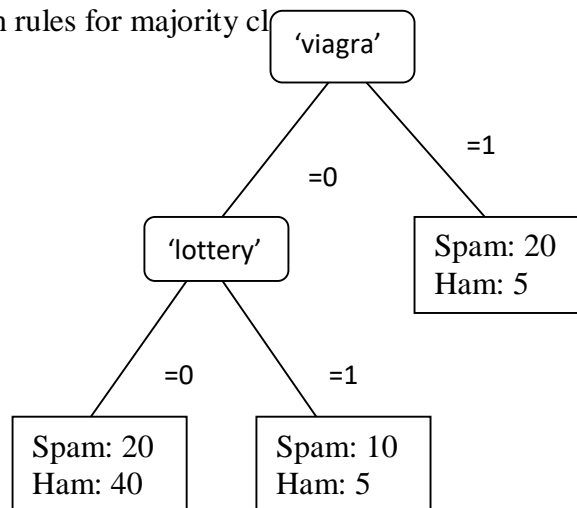 rules for majority
‘viagra’
=1
=0
‘lottery’
Spam: 20
Ham: 5
=0
=1
Spam: 20
Ham: 40
Spam: 10
Ham: 5